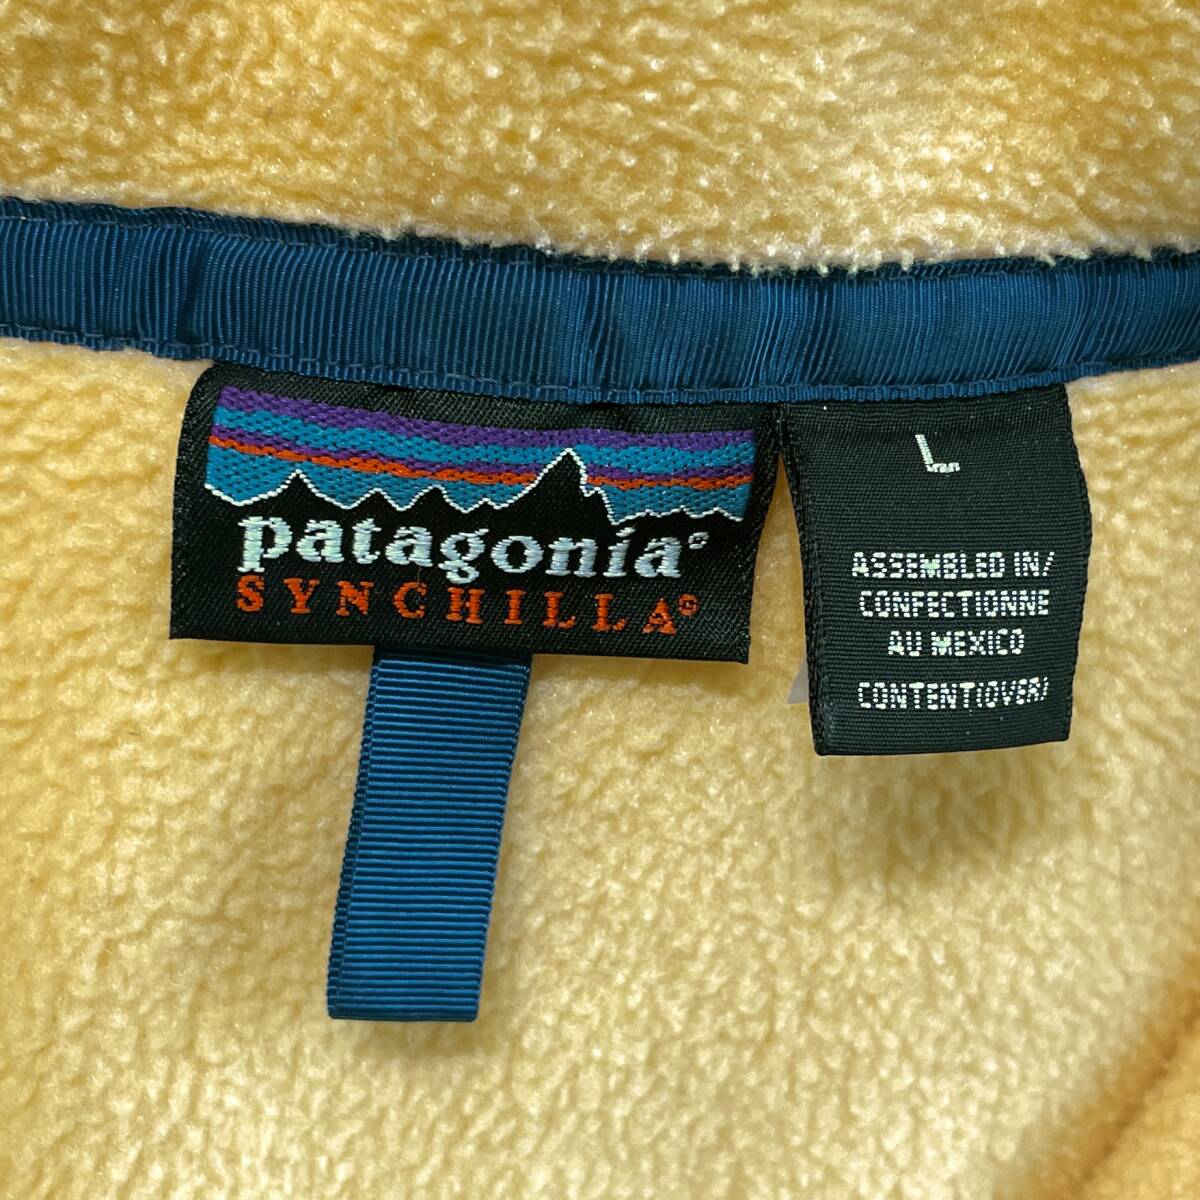 patagonia®
SYNCHILLA®
L
ASSEMBLED IN/
CONFECTIONNE
AU MEXICO
CONTENT(OVER)